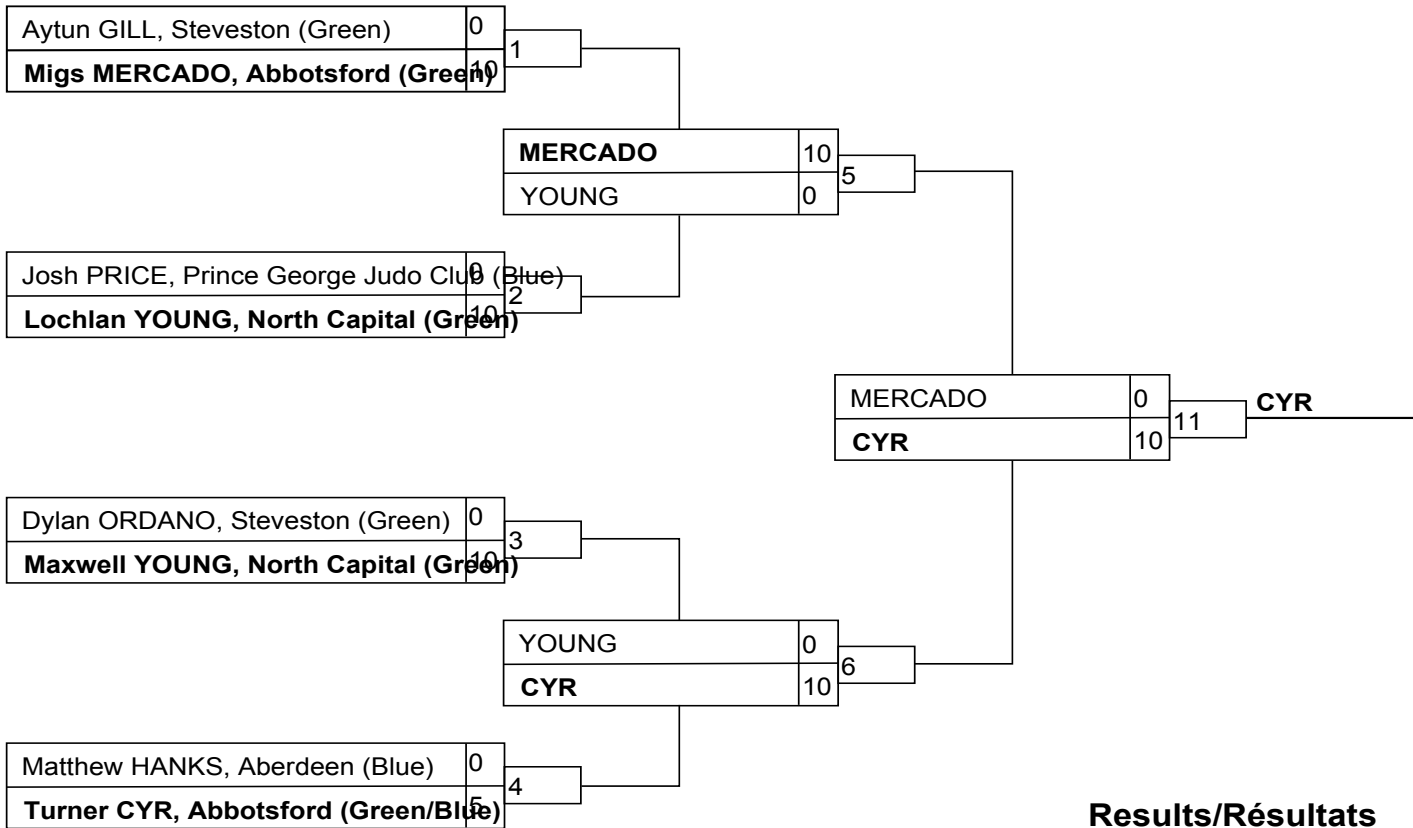 Aytun GILL, Steveston (Green) 0
1
Migs MERCADO, Abbotsford (Green) 10
MERCADO 10
5
YOUNG 0
Josh PRICE, Prince George Judo Club (Blue) 0
2
Lochlan YOUNG, North Capital (Green) 10
MERCADO 0
11 CYR
CYR 10
Dylan ORDANO, Steveston (Green) 0
3
Maxwell YOUNG, North Capital (Green) 10
YOUNG 0
6
CYR 10
Matthew HANKS, Aberdeen (Blue) 0
4
Turner CYR, Abbotsford (Green/Blue) 5
Results/Résultats